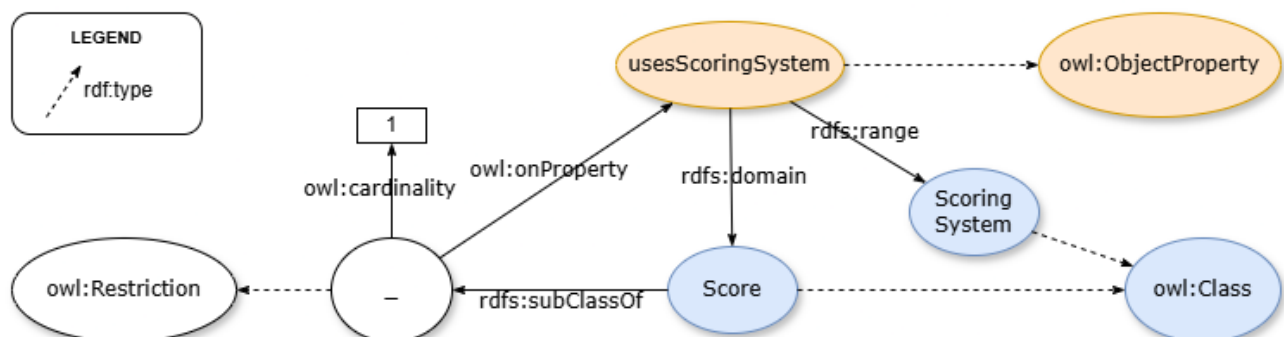 LEGEND
rdf:type
usesScoringSystem
owl:ObjectProperty
1
rdfs:range
owl:onProperty
rdfs:domain
owl:cardinality
Scoring
System
owl:Restriction
_
rdfs:subClassOf
Score
owl:Class